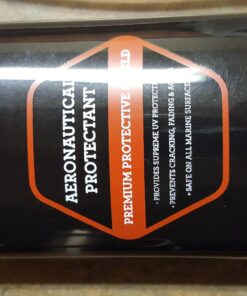 AERONAUTICAL
PROTECTANT
PREMIUM PROTECTIVE
• PROVIDES SUPREME UV
• PREVENTS CRACKING, FADING &
• SAFE ON ALL MARINE